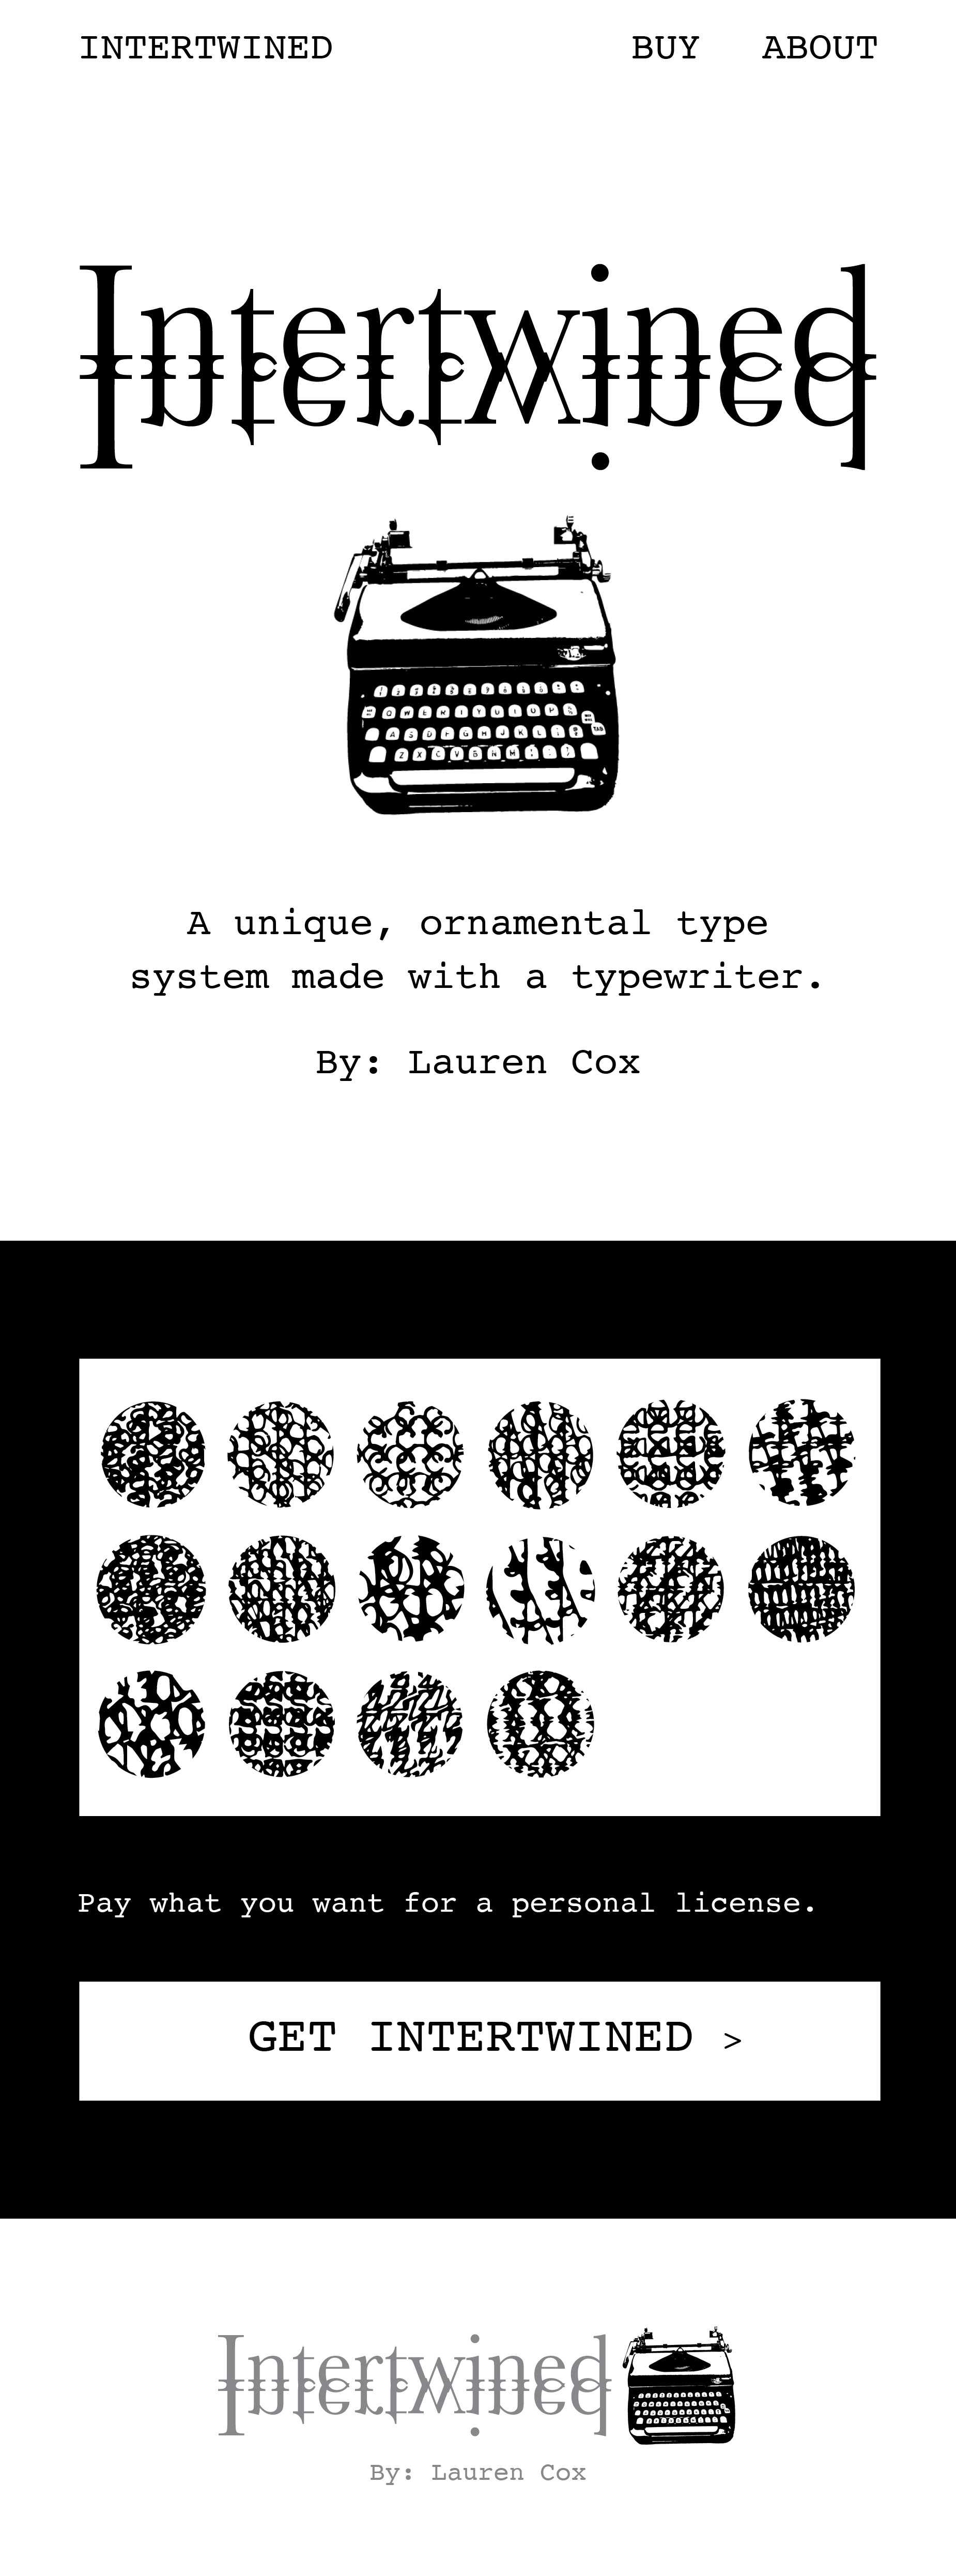 INTERTWINED BUY ABOUT
Intertwined
A unique, ornamental type
system made with a typewriter.
By: Lauren Cox
Pay what you want for a personal license.
GET INTERTWINED >
Intertwined
By: Lauren Cox